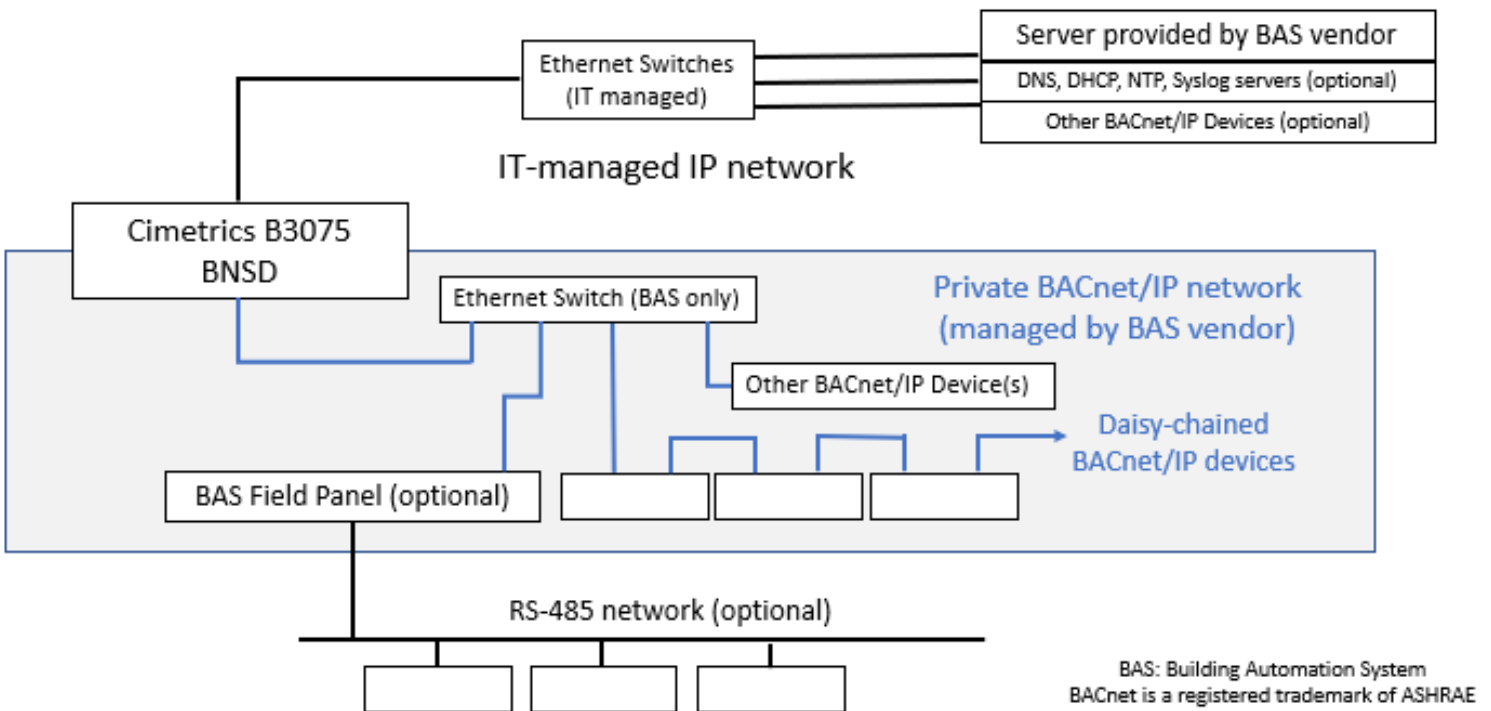 Server provided by BAS vendor
Ethernet Switches
(IT managed)
DNS, DHCP, NTP, Syslog servers (optional)
Other BACnet/IP Devices (optional)
IT-managed IP network
Cimetrics B3075
BNSD
Ethernet Switch (BAS only)
Private BACnet/IP network
(managed by BAS vendor)
Other BACnet/IP Device(s)
Daisy-chained
BACnet/IP devices
BAS Field Panel (optional)
RS-485 network (optional)
BAS: Building Automation System
BACnet is a registered trademark of ASHRAE